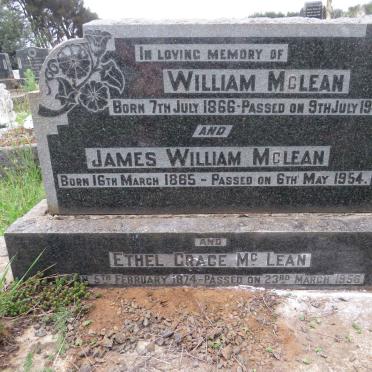 In Loving Memory of
William McLean
Born 7th July 1866 - Passed on 9th July
and
James William McLean
Born 16th March 1865 - Passed on 6th May 1954.
and
Ethel Grace Mc Lean
5th February 1874 - Passed on 23rd March 1956